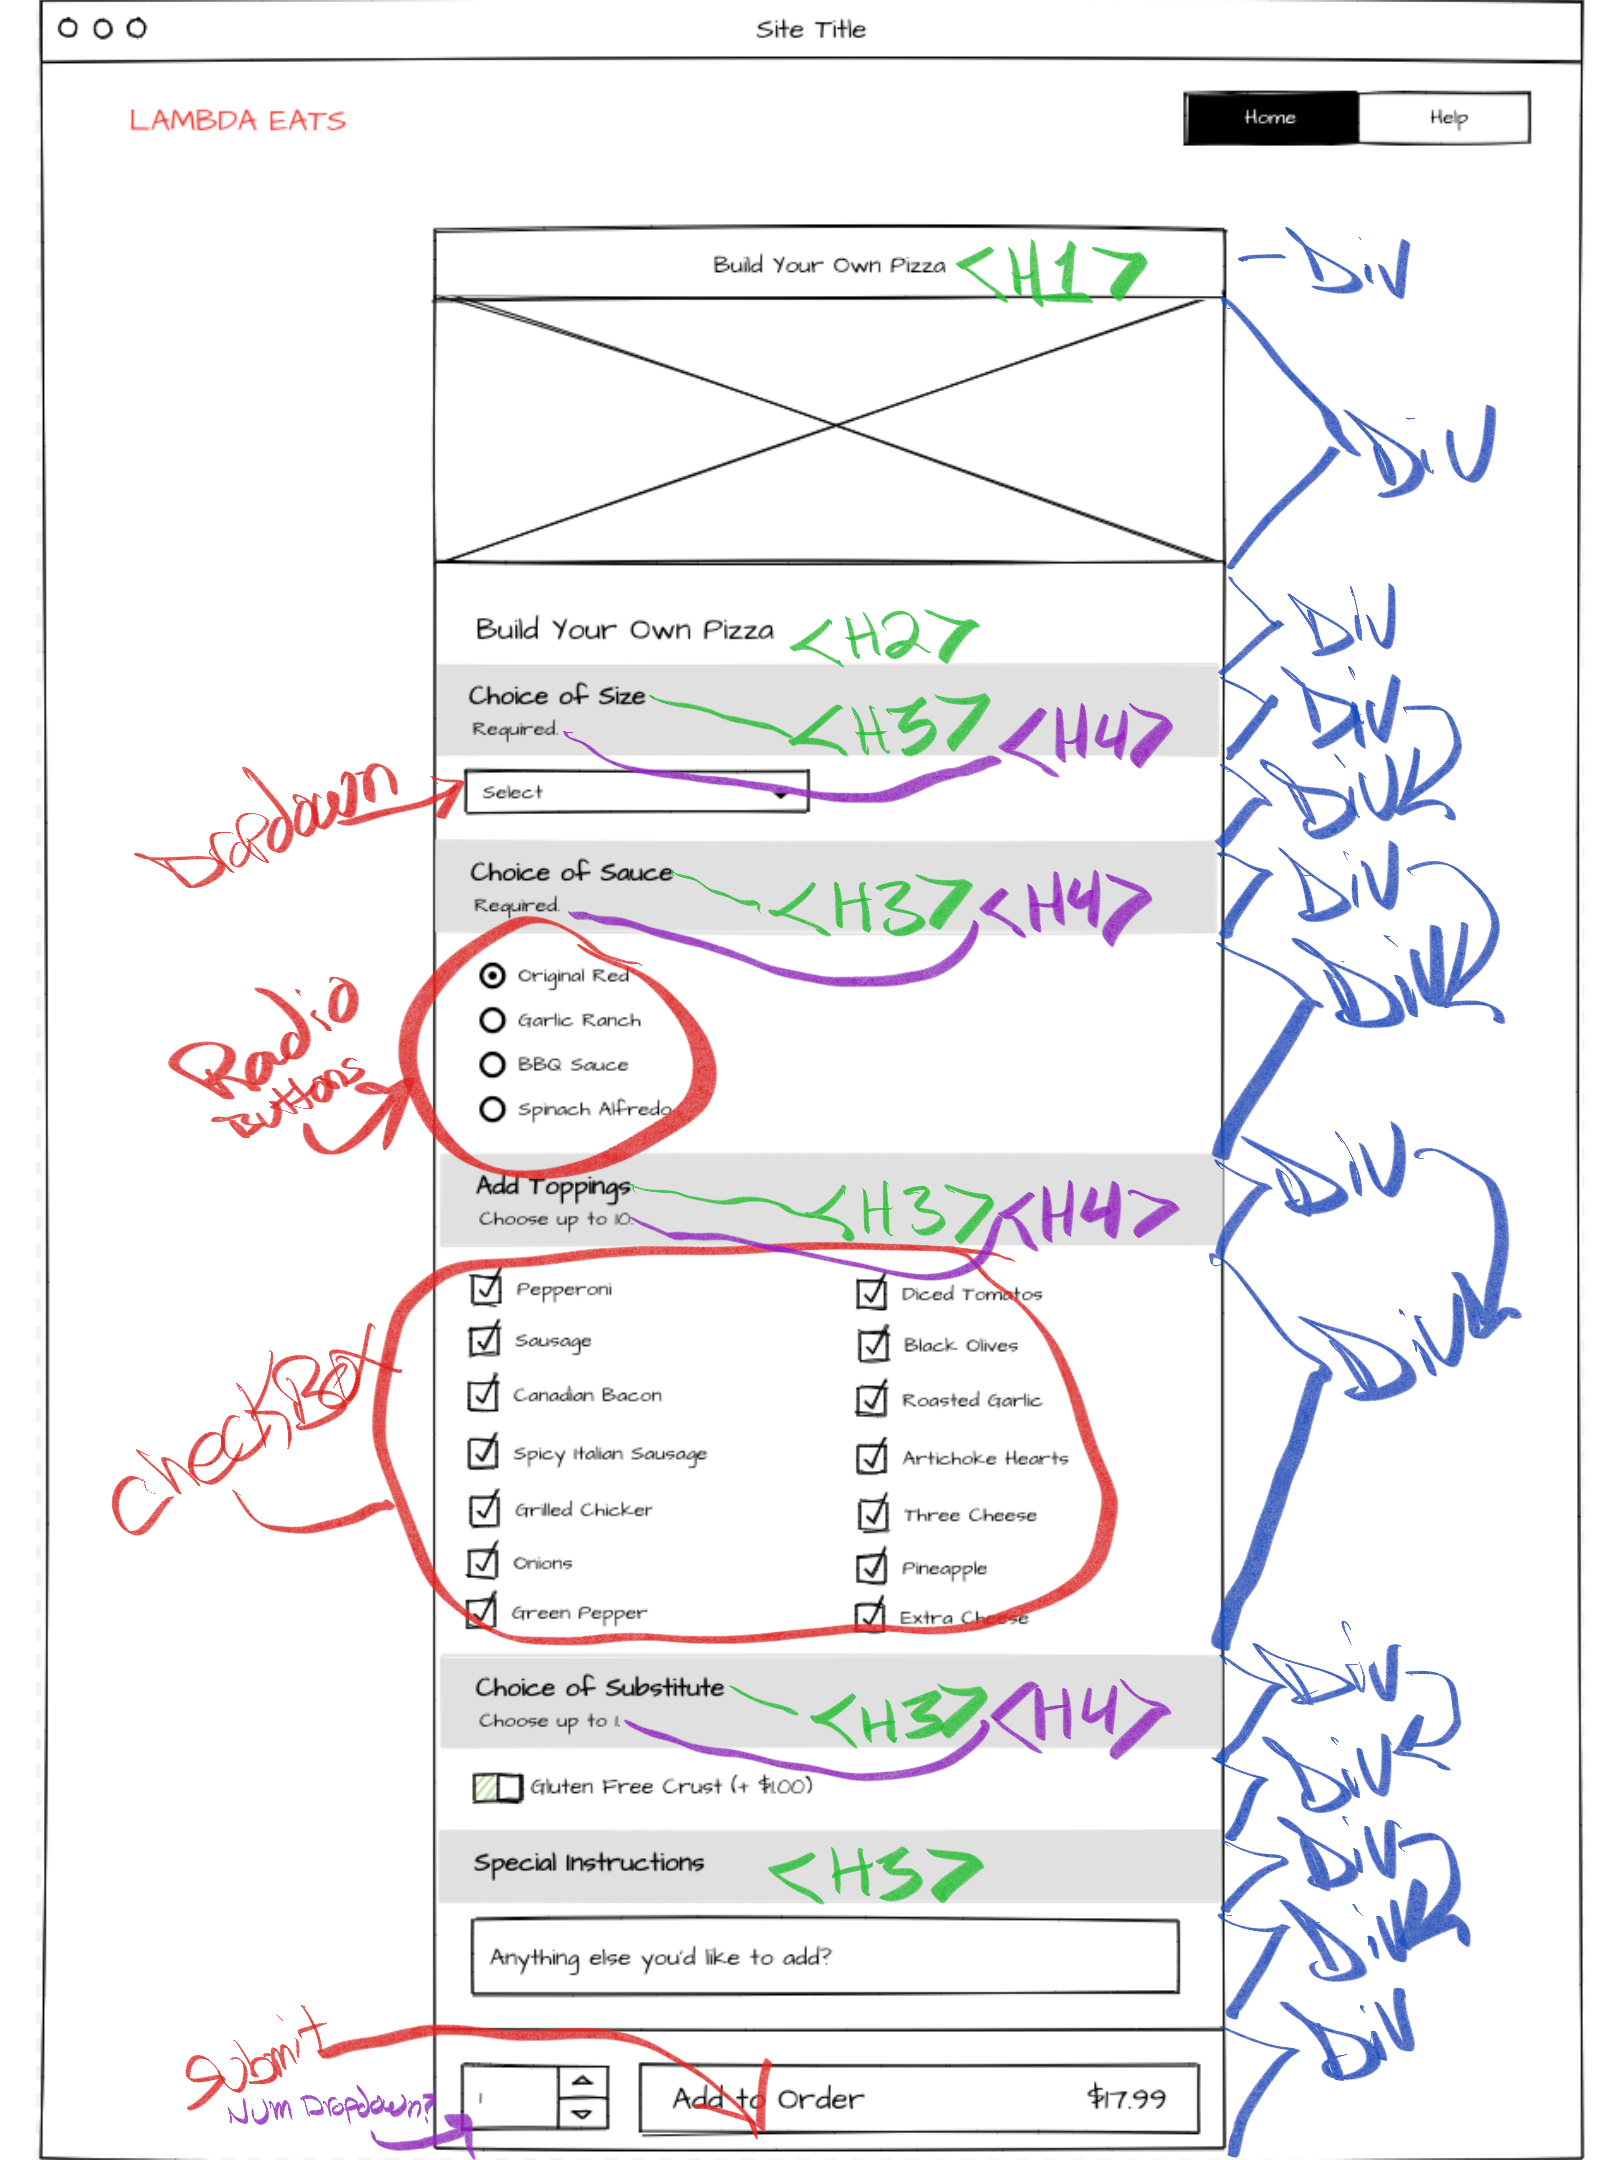 Site Title
LAMBDA EATS
Home Help
Build Your Own Pizza <H1> - Div
Div
Build Your Own Pizza <H2> Div
Choice of Size <H3> <H4> Div
Required.
Dropdown Select Div
Choice of Sauce <H3> <H4> Div
Required.
Radio Buttons
Original Red Div
Garlic Ranch
BBQ Sauce
Spinach Alfredo
Add Toppings <H3> <H4> Div
Choose up to 10.
CheckBox
Pepperoni Diced Tomatos
Sausage Black Olives Div
Canadian Bacon Roasted Garlic
Spicy Italian Sausage Artichoke Hearts
Grilled Chicker Three Cheese
Onions Pineapple
Green Pepper Extra Cheese
Choice of Substitute <H3> <H4> Div
Choose up to 1.
Gluten Free Crust (+ $1.00) Div
Special Instructions <H3> Div
Anything else you'd like to add? Div
Submit Div
Num Dropdown? 1 Add to Order $17.99